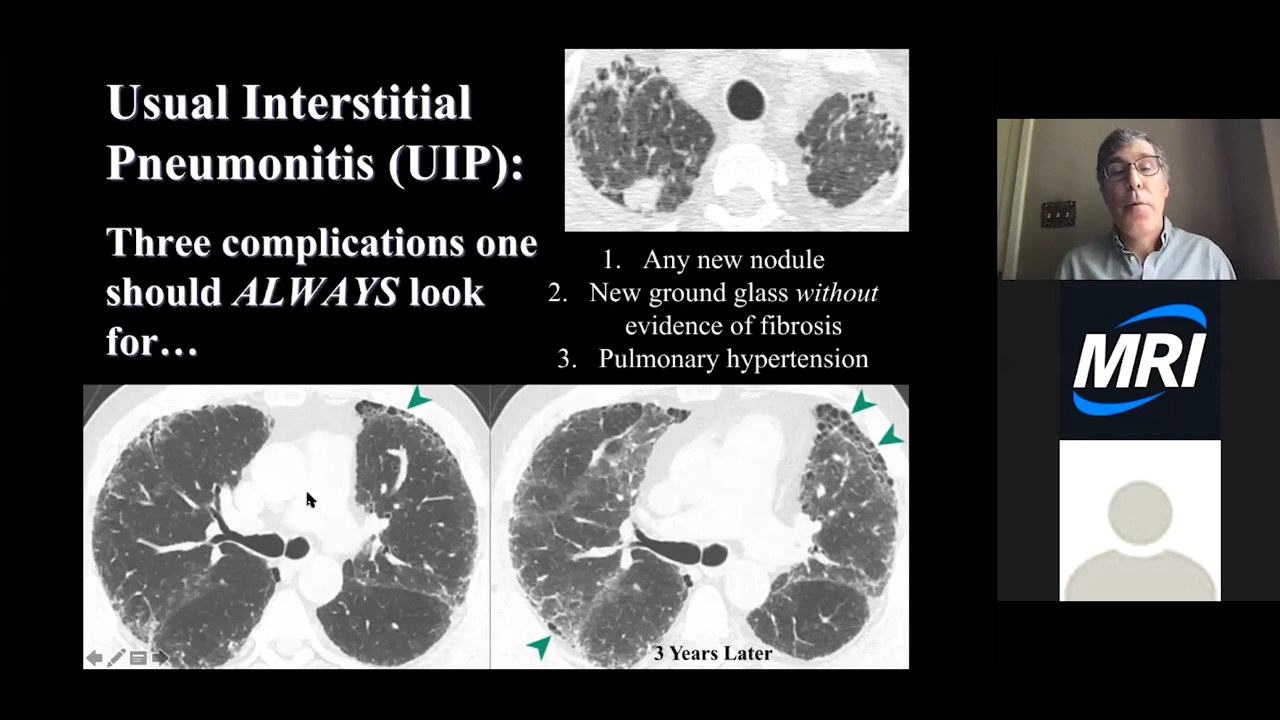 Usual Interstitial
Pneumonitis (UIP):
Three complications one
should ALWAYS look
for…
1. Any new nodule
2. New ground glass without
evidence of fibrosis
3. Pulmonary hypertension
3 Years Later
MRI